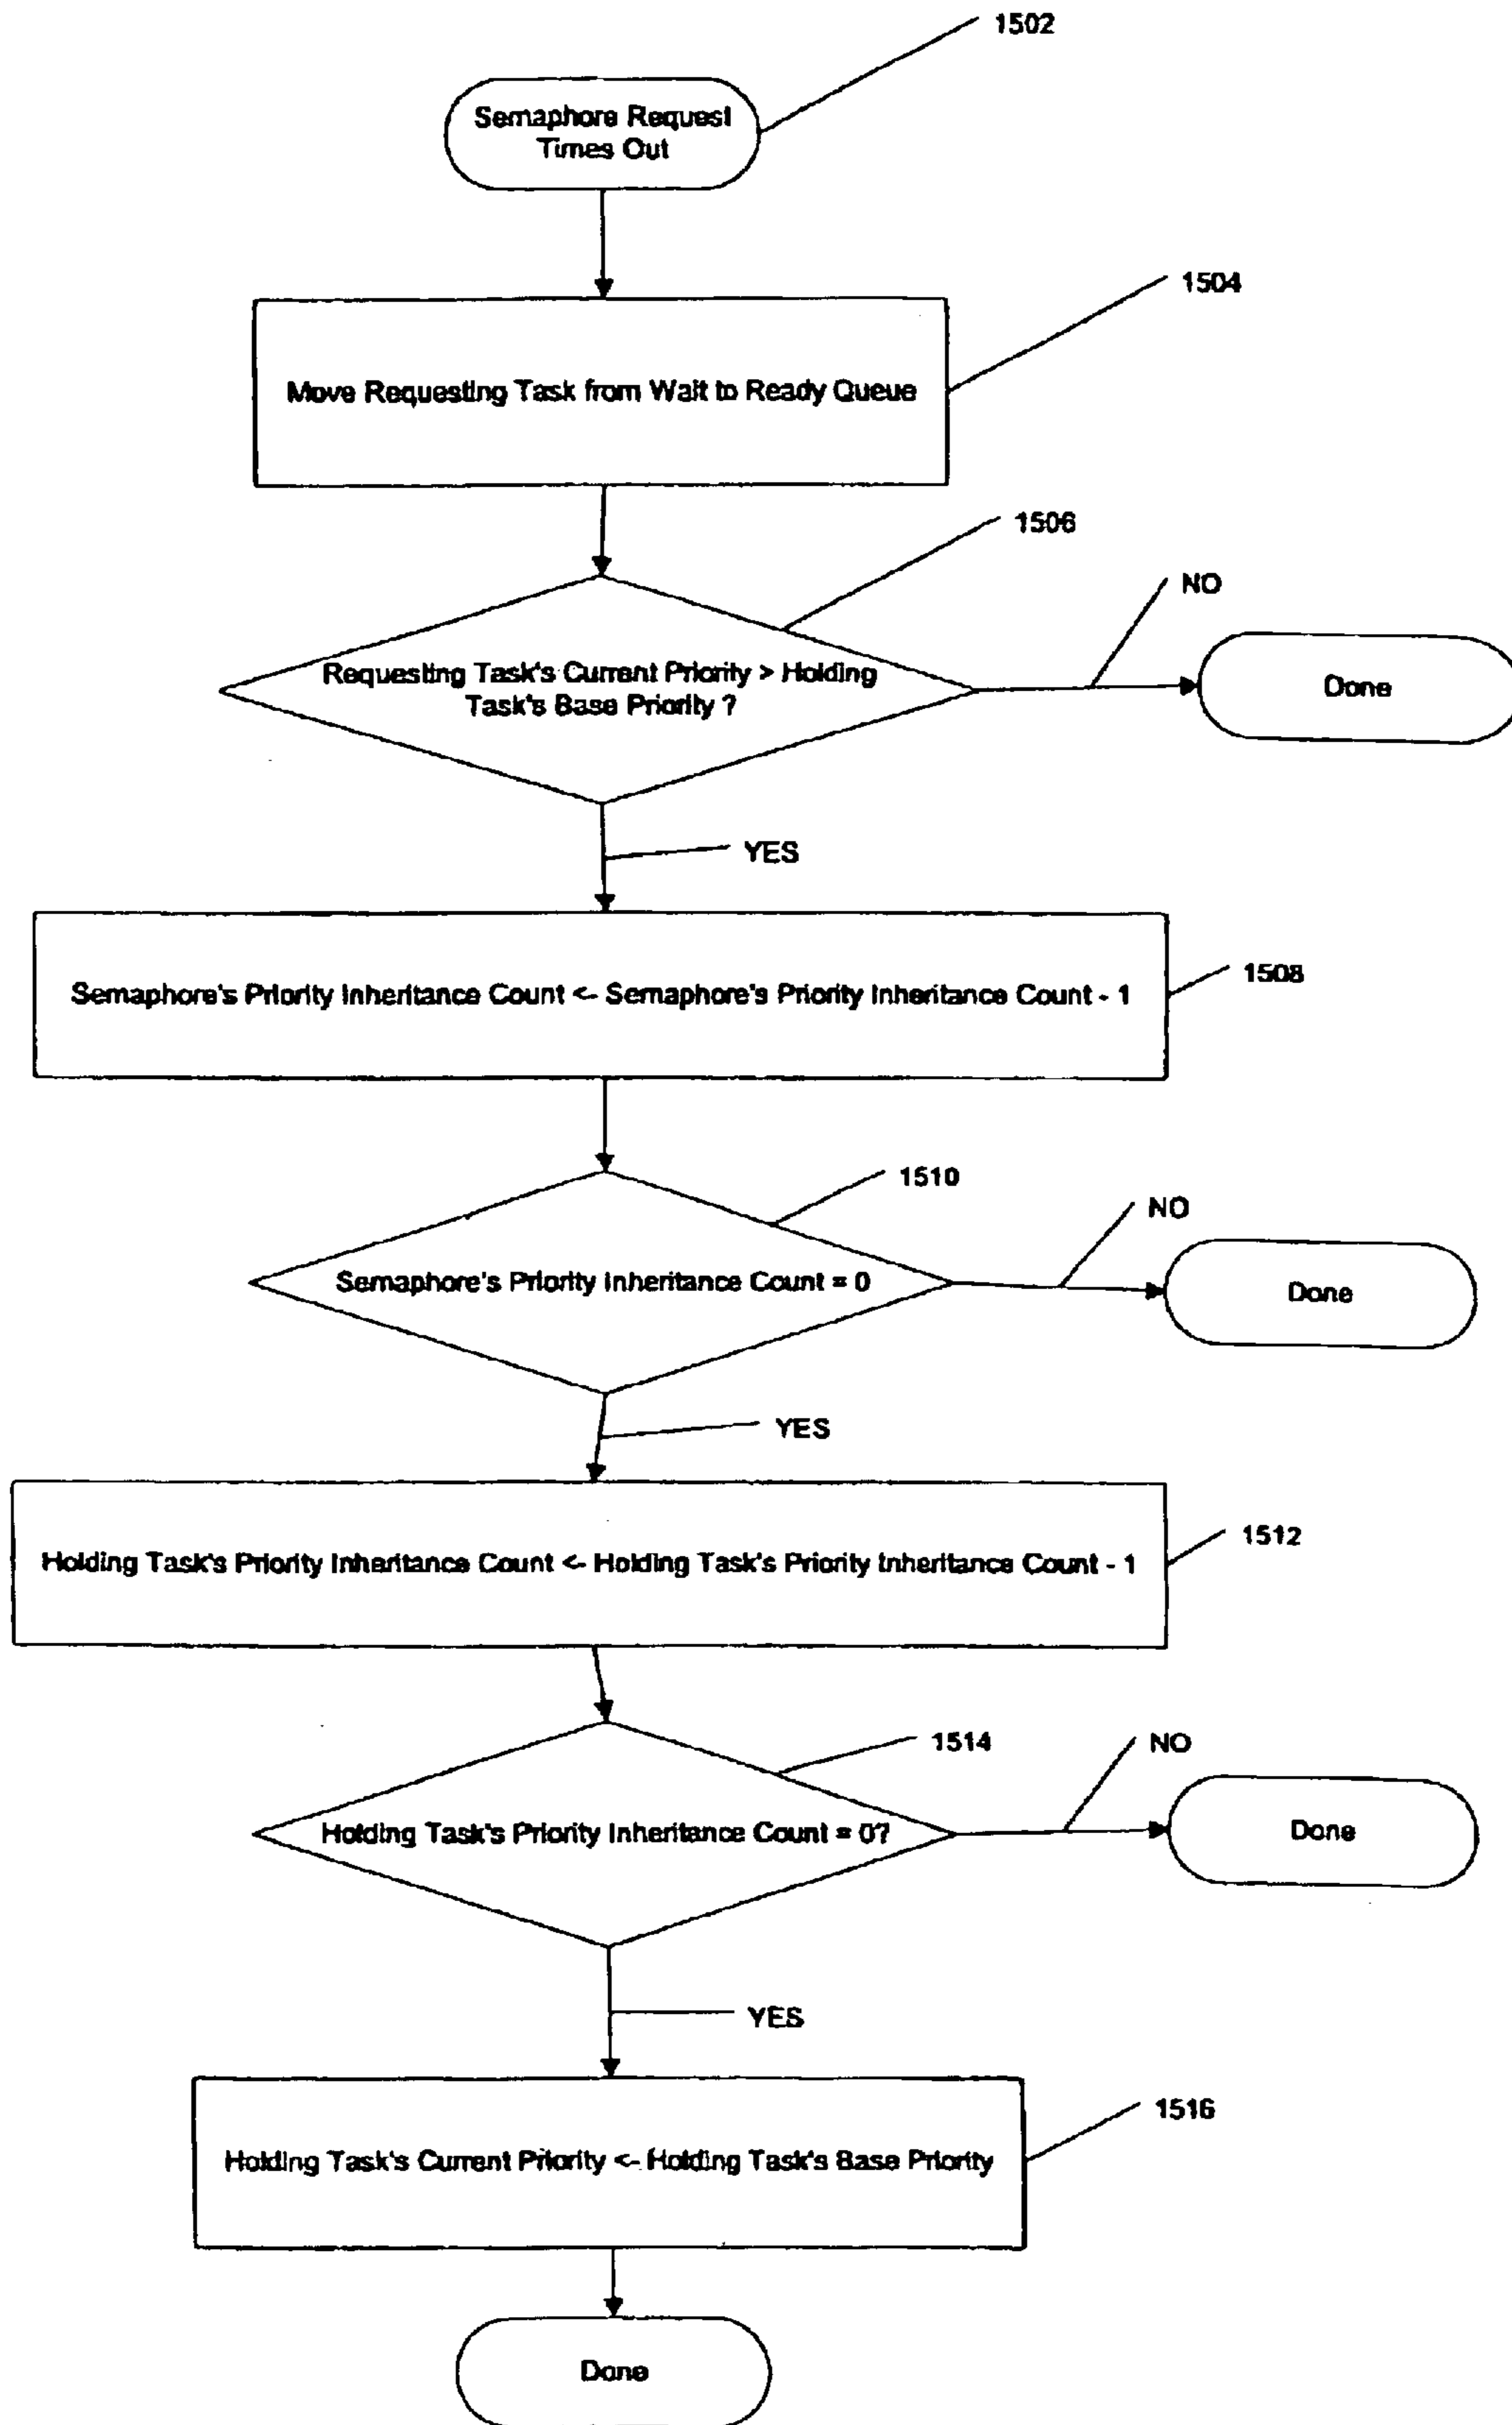 1502
Semaphore Request
Times Out
1504
Move Requesting Task from Wait to Ready Queue
1506
NO
Requesting Task's Current Priority > Holding
Task's Base Priority ?
Done
YES
1508
Semaphore's Priority Inheritance Count <- Semaphore's Priority Inheritance Count - 1
1510
NO
Semaphore's Priority Inheritance Count = 0
Done
YES
1512
Holding Task's Priority Inheritance Count <- Holding Task's Priority Inheritance Count - 1
1514
NO
Holding Task's Priority Inheritance Count = 0?
Done
YES
1516
Holding Task's Current Priority <- Holding Task's Base Priority
Done